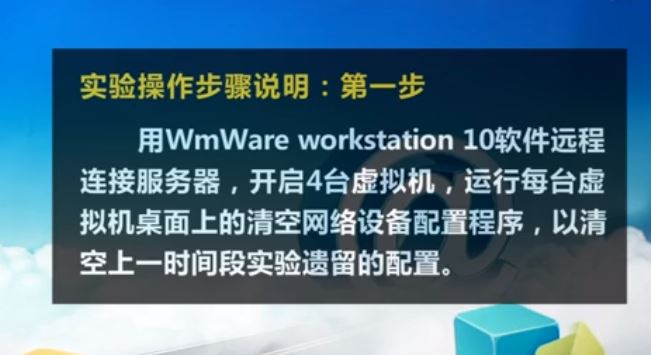 实验操作步骤说明：第一步
用WmWare workstation 10软件远程
连接服务器，开启4台虚拟机，运行每台虚
拟机桌面上的清空网络设备配置程序，以清
空上一时间段实验遗留的配置。